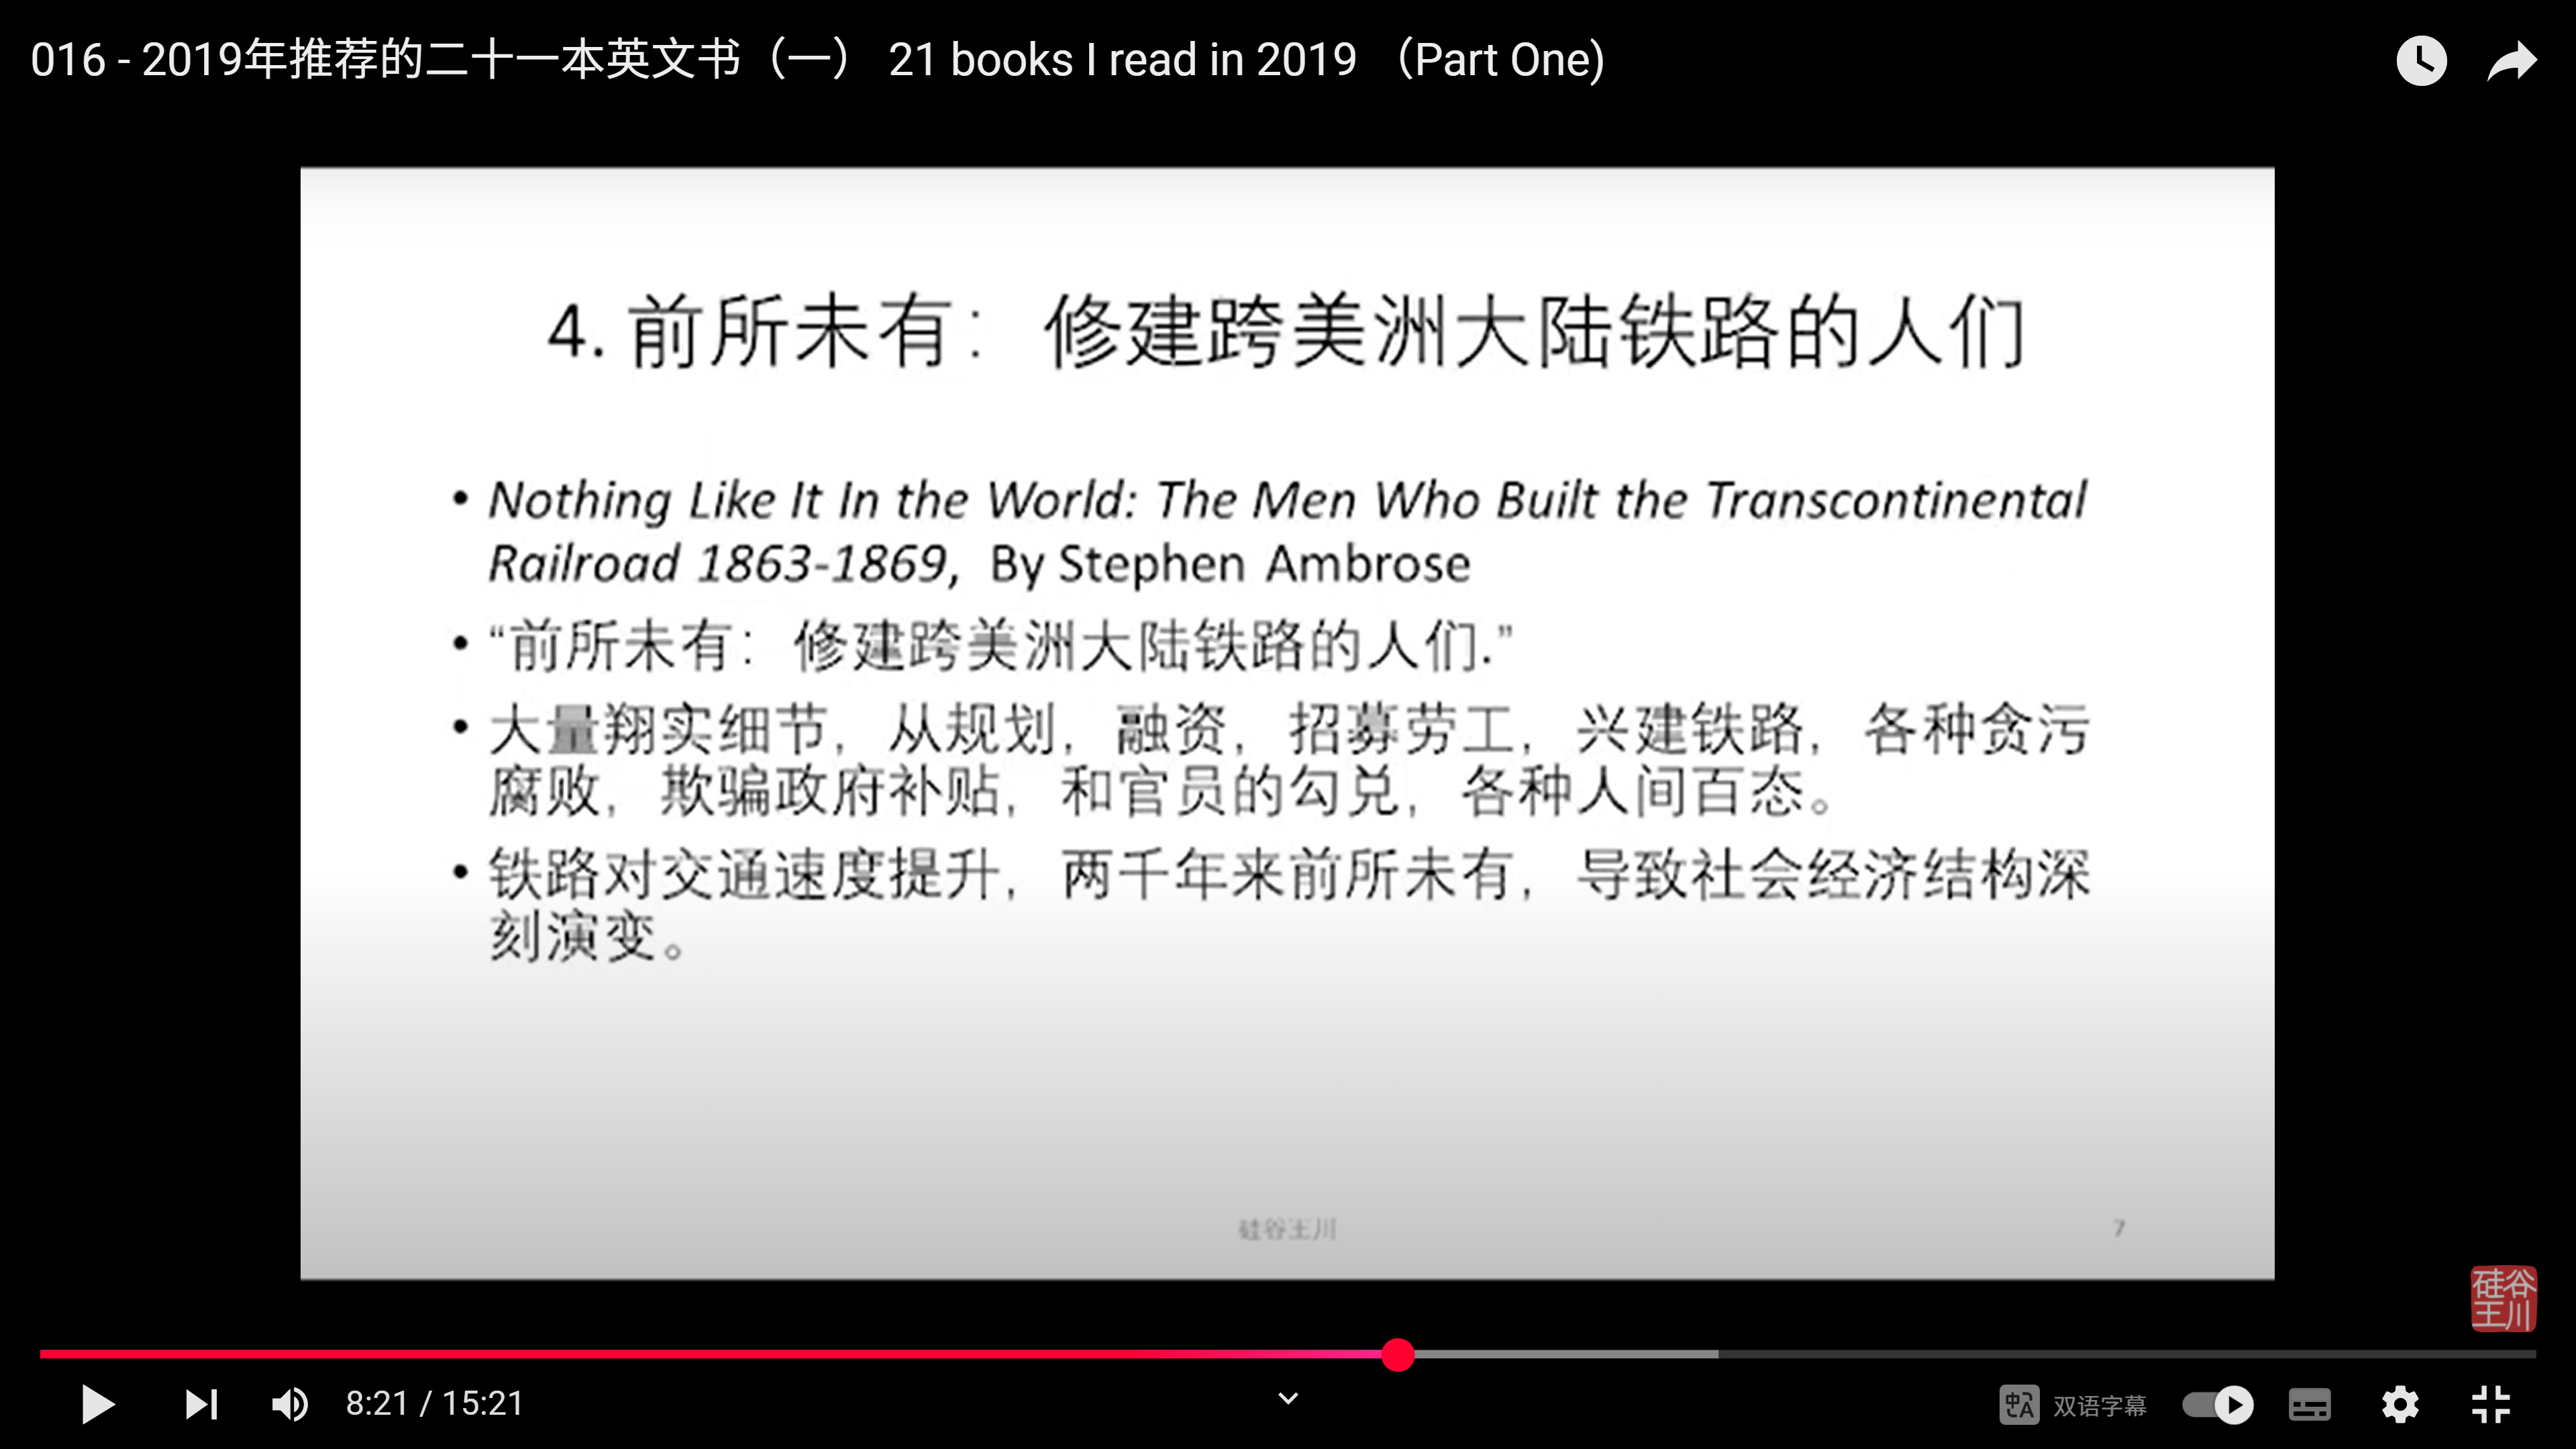 016 - 2019年推荐的二十一本英文书（一） 21 books I read in 2019 （Part One)
4. 前所未有： 修建跨美洲大陆铁路的人们
• Nothing Like It In the World: The Men Who Built the Transcontinental
Railroad 1863-1869, By Stephen Ambrose
• “前所未有： 修建跨美洲大陆铁路的人们.”
• 大量翔实细节，从规划，融资，招募劳工，兴建铁路，各种贪污
腐败，欺骗政府补贴，和官员的勾兑，各种人间百态。
• 铁路对交通速度提升，两千年来前所未有，导致社会经济结构深
刻演变。
硅谷王川
7
硅谷
王川
8:21 / 15:21
中A
双语字幕